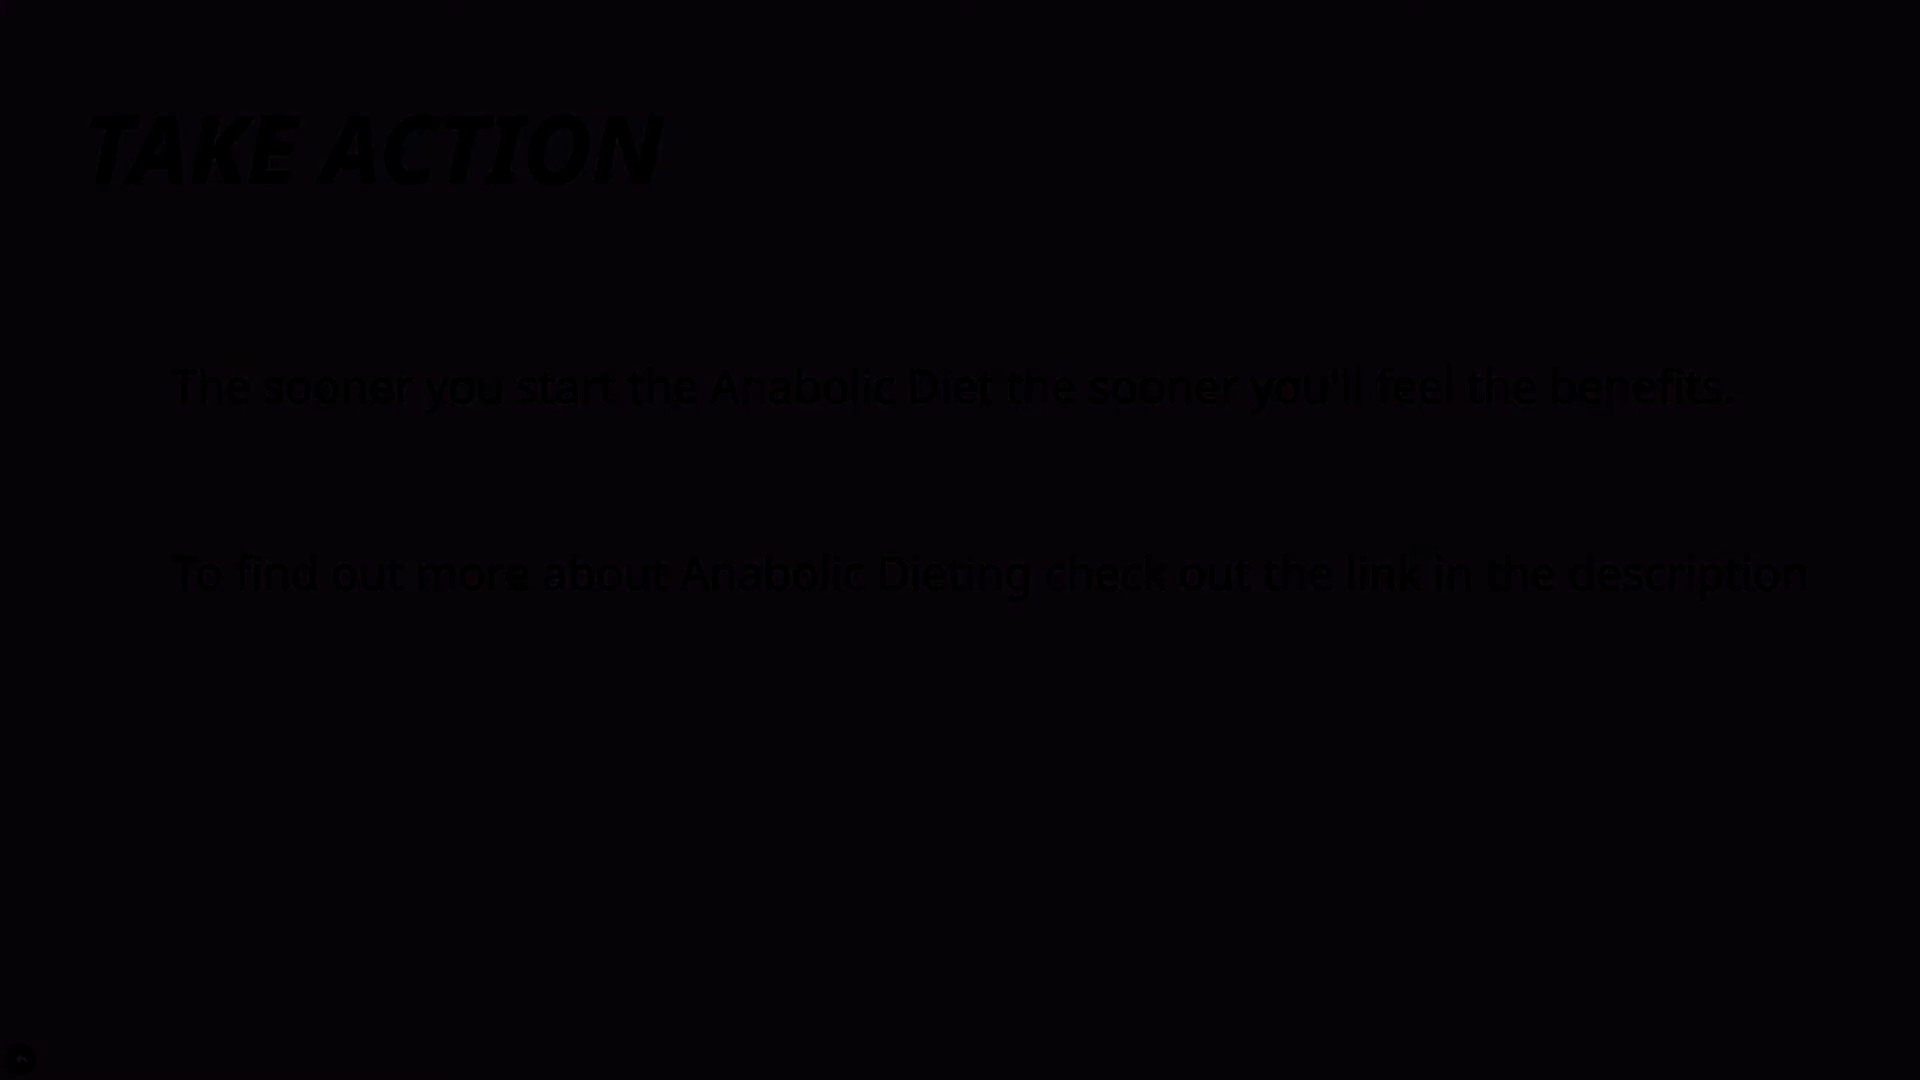 TAKE ACTION
The sooner you start the Anabolic Diet the sooner you'll feel the benefits.
To find out more about Anabolic Dieting check out the link in the description